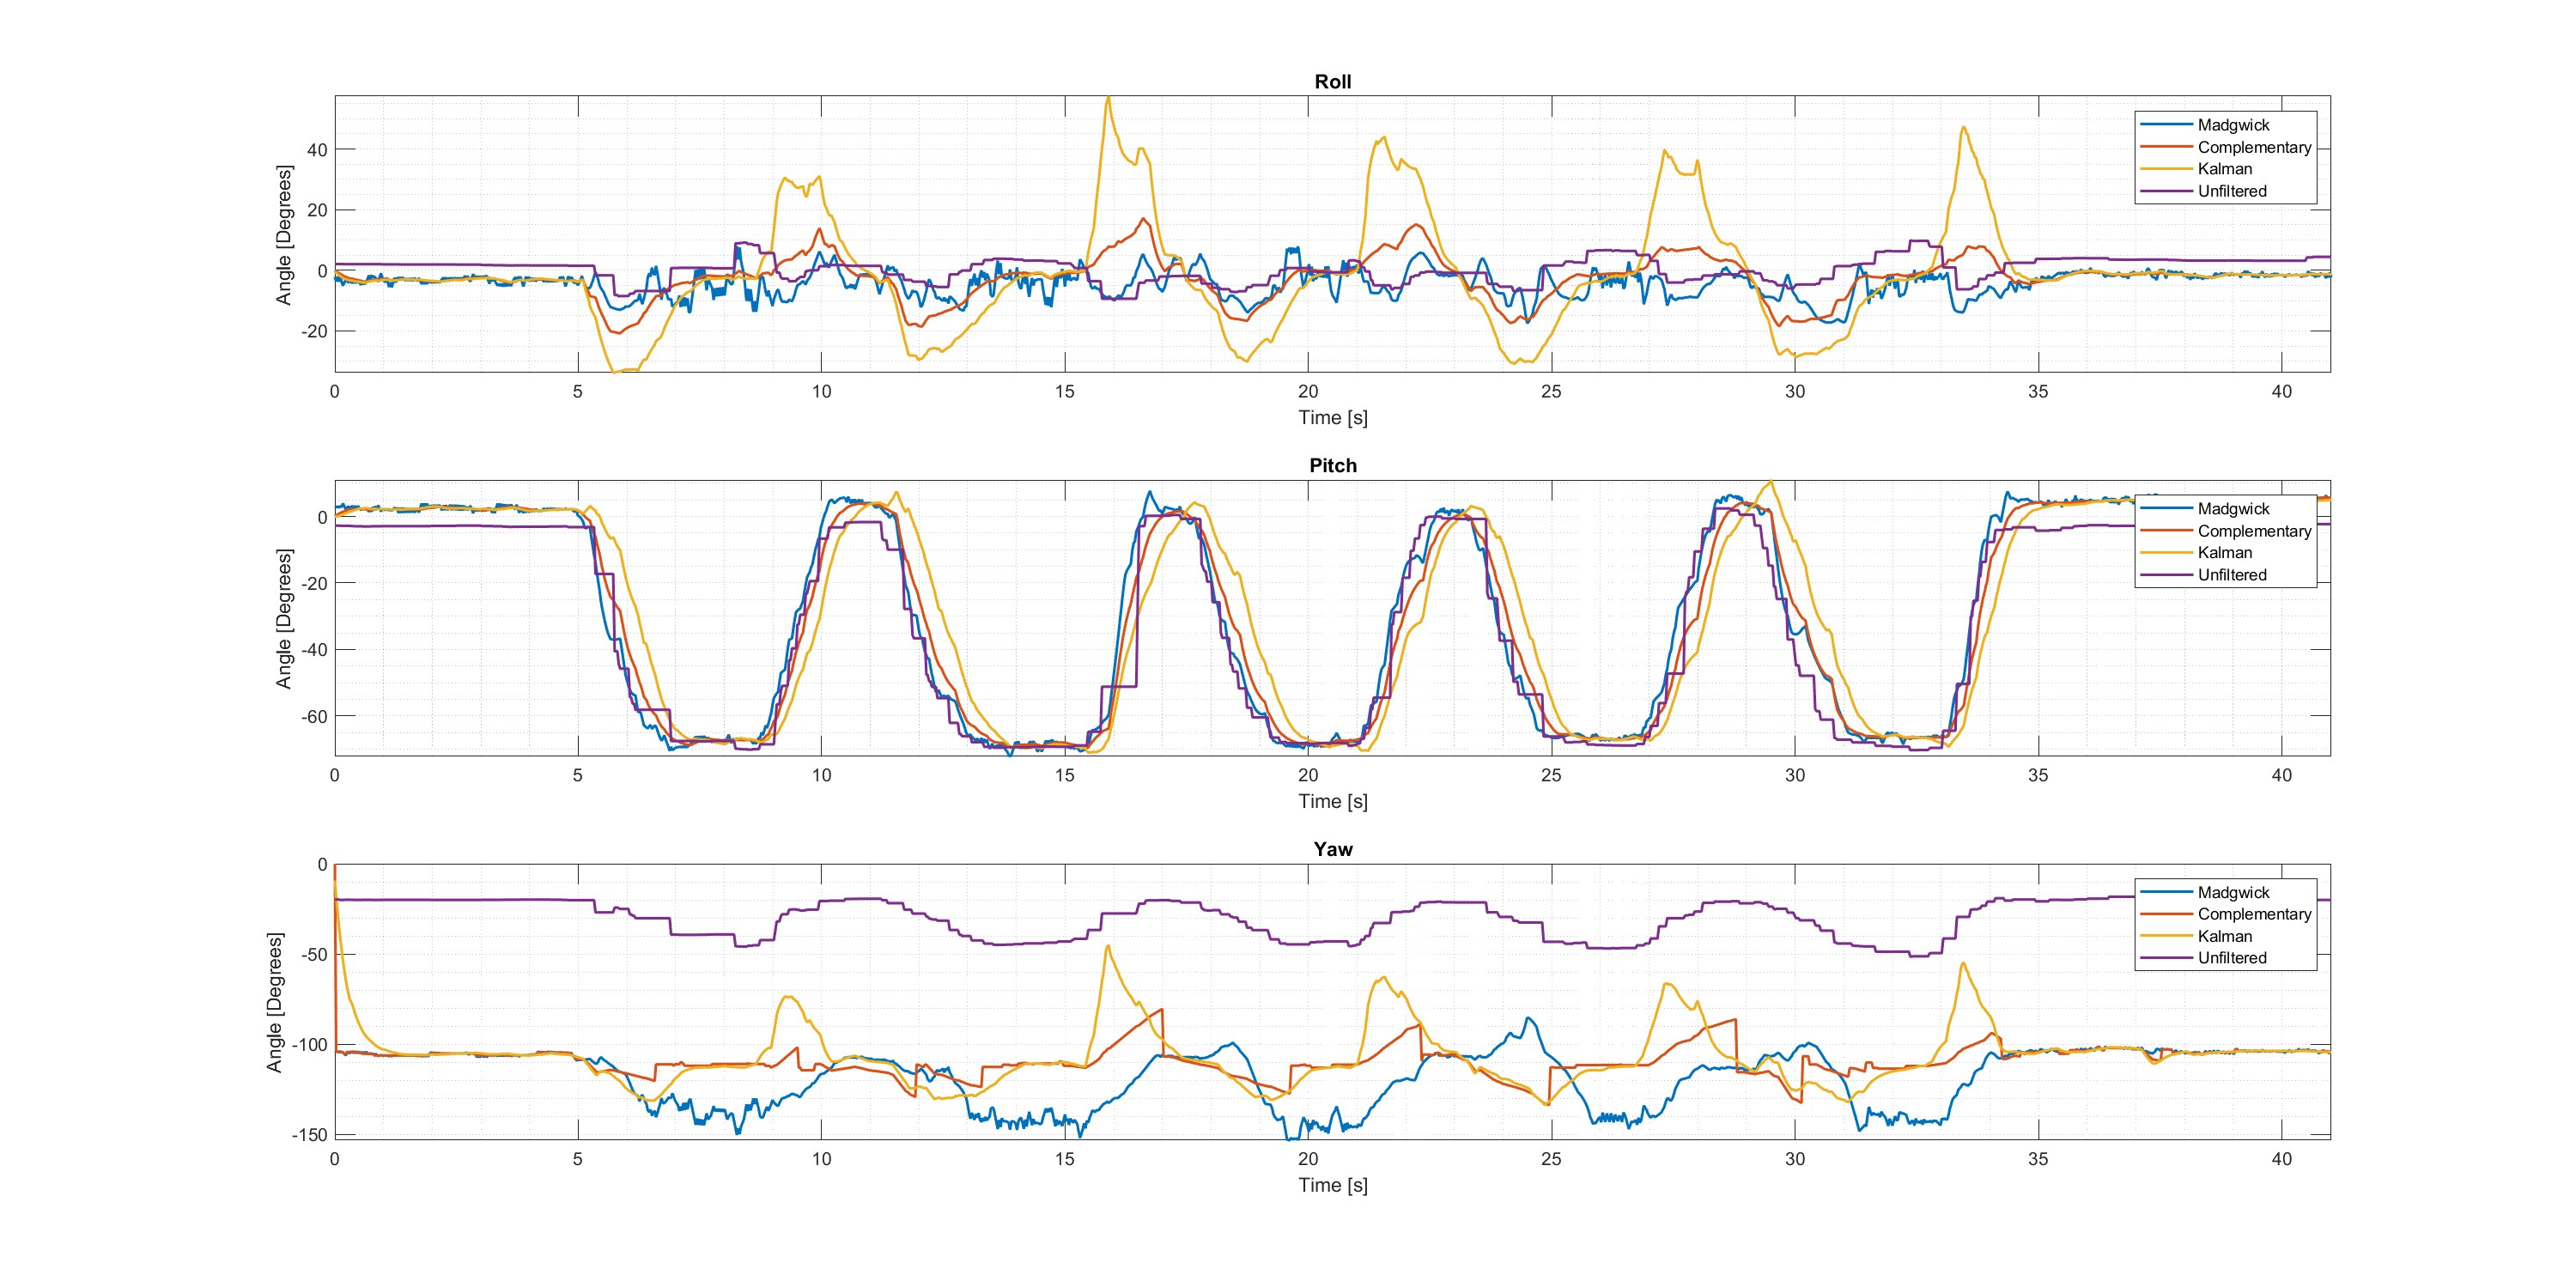 Roll
Angle [Degrees]
40
20
0
-20
Madgwick
Complementary
Kalman
Unfiltered
0 5 10 15 20 25 30 35 40
Time [s]
Pitch
Angle [Degrees]
0
-20
-40
-60
Madgwick
Complementary
Kalman
Unfiltered
0 5 10 15 20 25 30 35 40
Time [s]
Yaw
Angle [Degrees]
0
-50
-100
-150
Madgwick
Complementary
Kalman
Unfiltered
0 5 10 15 20 25 30 35 40
Time [s]